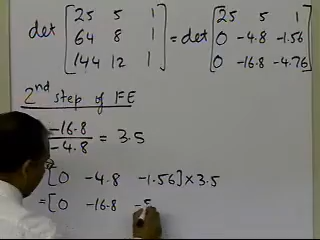 det [25 5 1 = det [25 5 1
64 8 1 0 -4.8 -1.56
144 12 1] 0 -16.8 -4.76]
2nd step of FE
-16.8/-4.8 = 3.5
[0 -4.8 -1.56] × 3.5
= [0 -16.8 -5